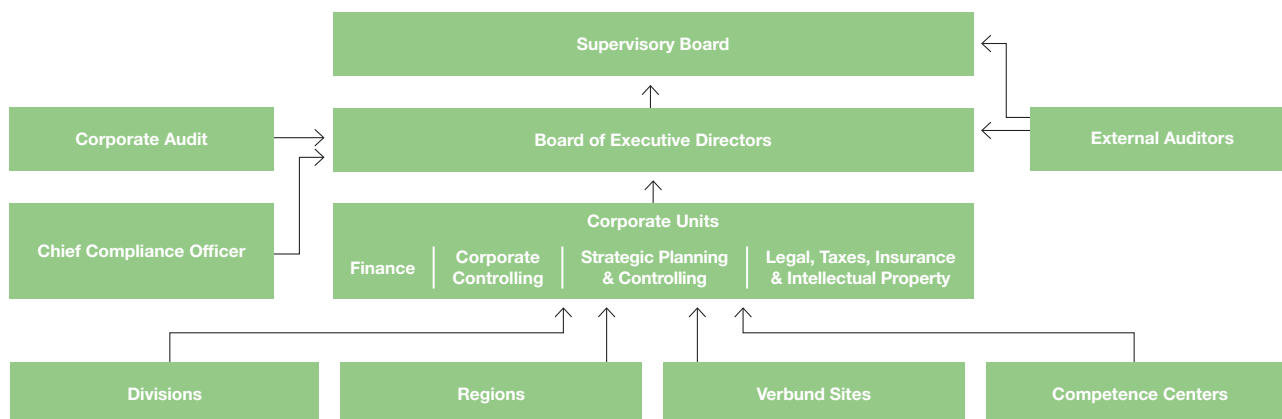 Supervisory Board
Corporate Audit
Board of Executive Directors
External Auditors
Chief Compliance Officer
Corporate Units
Finance
Corporate
Controlling
Strategic Planning
& Controlling
Legal, Taxes, Insurance
& Intellectual Property
Divisions
Regions
Verbund Sites
Competence Centers